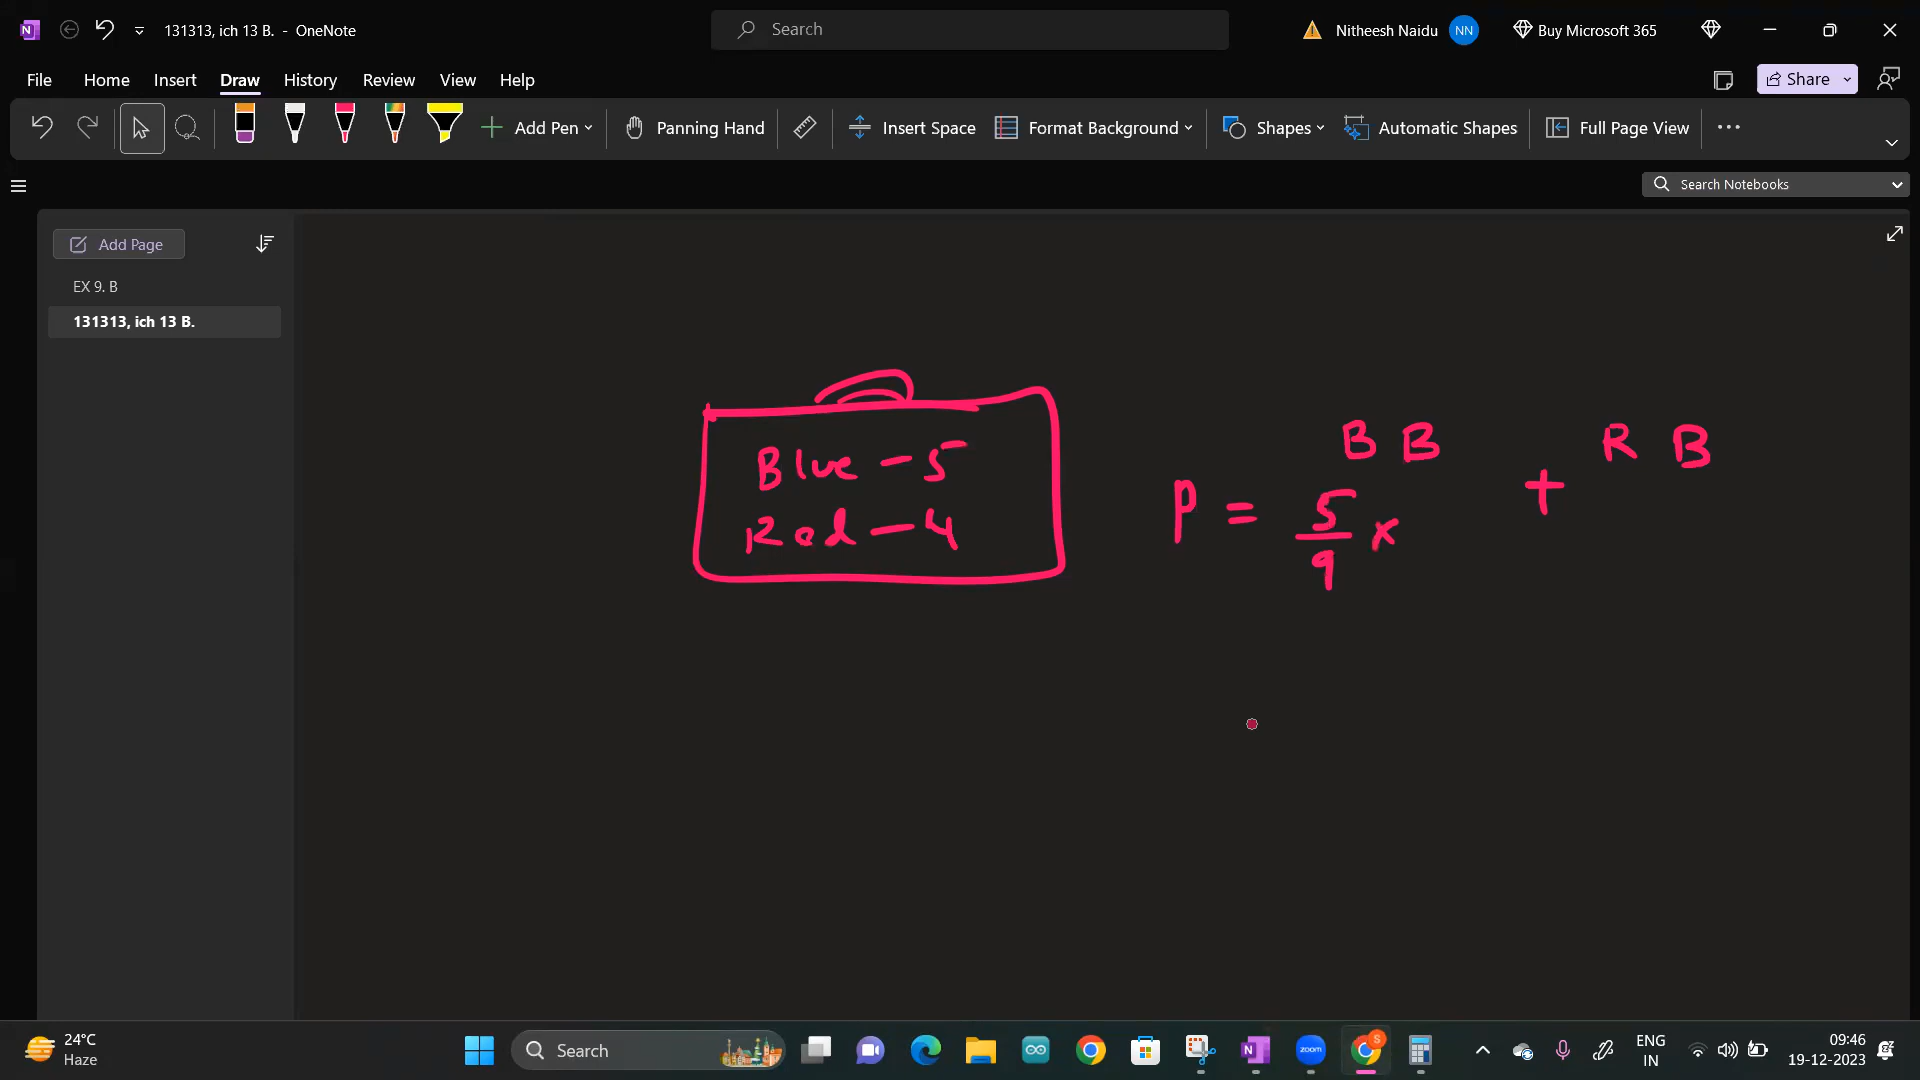 131313, ich 13 B. - OneNote
Search
Nitheesh Naidu
NN
Buy Microsoft 365
File
Home
Insert
Draw
History
Review
View
Help
Share
Add Pen
Panning Hand
Insert Space
Format Background
Shapes
Automatic Shapes
Full Page View
Search Notebooks
Add Page
EX 9. B
131313, ich 13 B.
Blue - 5
Red - 4
B B
R B
P = 5/9 x +
24°C
Haze
Search
zoom
S
ENG
IN
09:46
19-12-2023